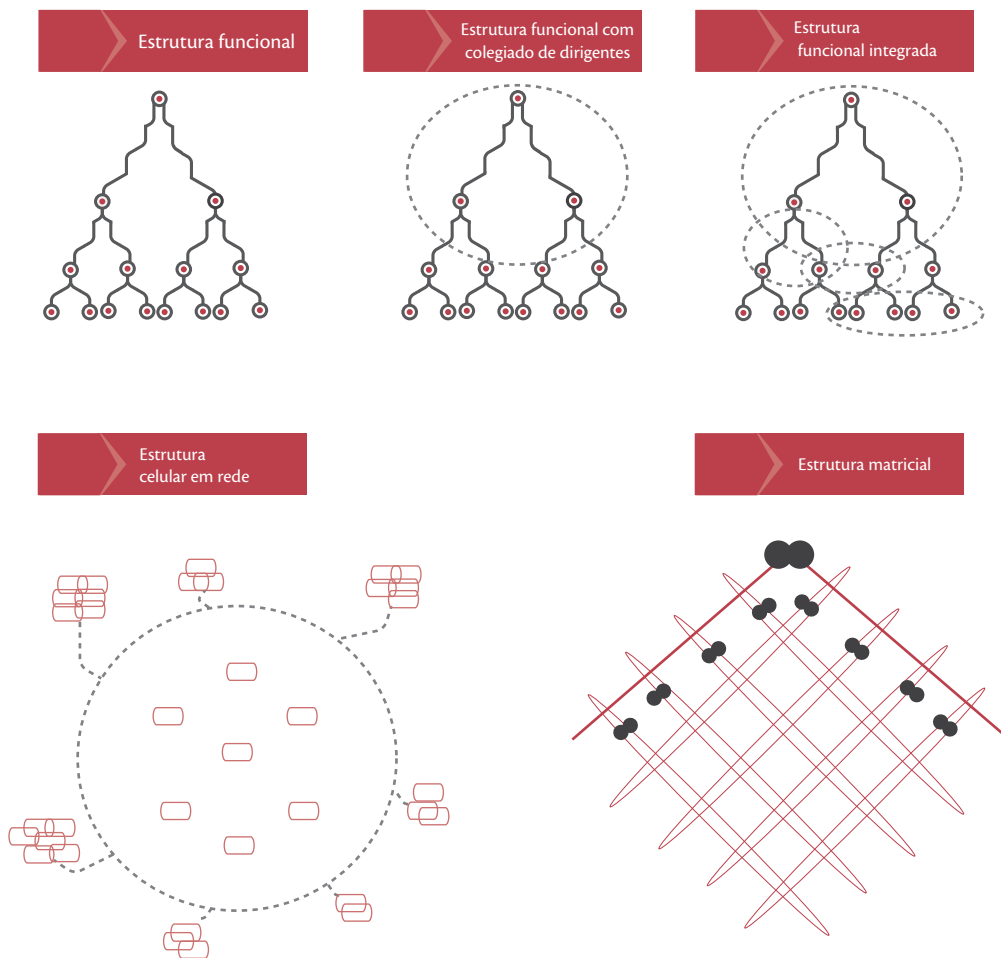 Estrutura funcional
Estrutura funcional com
colegiado de dirigentes
Estrutura
funcional integrada
Estrutura
celular em rede
Estrutura matricial